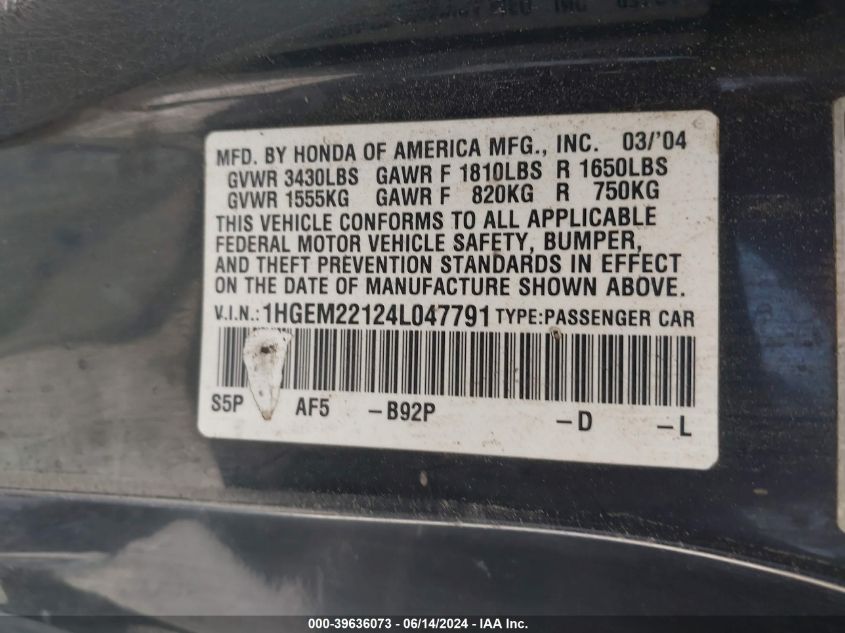 MFD. BY HONDA OF AMERICA MFG., INC. 03/'04
GVWR 3430LBS GAWR F 1810LBS R 1650LBS
GVWR 1555KG GAWR F 820KG R 750KG
THIS VEHICLE CONFORMS TO ALL APPLICABLE
FEDERAL MOTOR VEHICLE SAFETY, BUMPER,
AND THEFT PREVENTION STANDARDS IN EFFECT
ON THE DATE OF MANUFACTURE SHOWN ABOVE.
V.I.N.:1HGEM22124L047791 TYPE:PASSENGER CAR
S5P AF5 -B92P -D -L
000-39636073 - 06/14/2024 - IAA Inc.